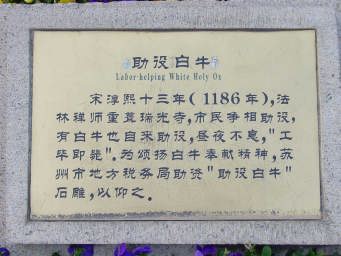 助役白牛
Labor-helping White Holy Ox
宋淳熙十三年(1186年),法
林禅师重葺瑞光寺,市民争相助役,
有白牛也自来助役,昼夜不息,"工
毕即毙"。为颂扬白牛奉献精神,苏
州市地方税务局助资"助役白牛"
石雕,以仰之。